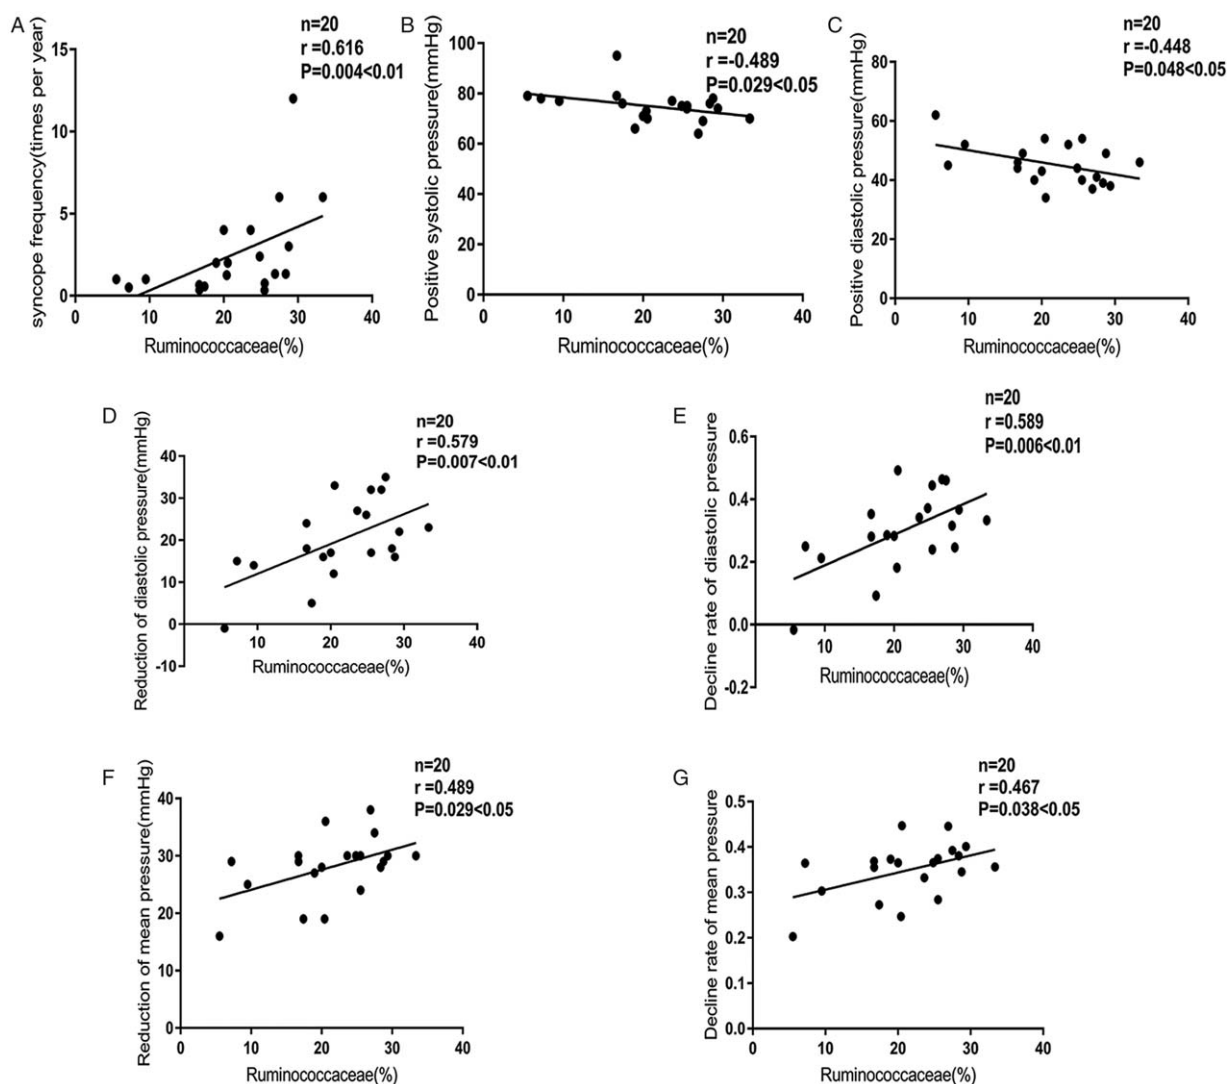 A
n=20
r =0.616
P=0.004<0.01
syncope frequency(times per year)
15
10
5
0
0 10 20 30 40
Ruminococcaceae(%)
B
n=20
r =-0.489
P=0.029<0.05
Positive systolic pressure(mmHg)
100
80
60
40
20
0
0 10 20 30 40
Ruminococcaceae(%)
C
n=20
r =-0.448
P=0.048<0.05
Positive diastolic pressure(mmHg)
80
60
40
20
0
0 10 20 30 40
Ruminococcaceae(%)
D
n=20
r =0.579
P=0.007<0.01
Reduction of diastolic pressure(mmHg)
40
30
20
10
0
-10
10 20 30 40
Ruminococcaceae(%)
E
n=20
r =0.589
P=0.006<0.01
Decline rate of diastolic pressure
0.6
0.4
0.2
0.0
-0.2
10 20 30 40
Ruminococcaceae(%)
F
n=20
r =0.489
P=0.029<0.05
Reduction of mean pressure(mmHg)
40
30
20
10
0
0 10 20 30 40
Ruminococcaceae(%)
G
n=20
r =0.467
P=0.038<0.05
Decline rate of mean pressure
0.5
0.4
0.3
0.2
0.1
0.0
0 10 20 30 40
Ruminococcaceae(%)